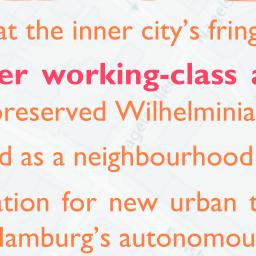 at the inner city's fring
er working-class a
preserved Wilhelminia
d as a neighbourhood
ation for new urban t
Hamburg's autonomou